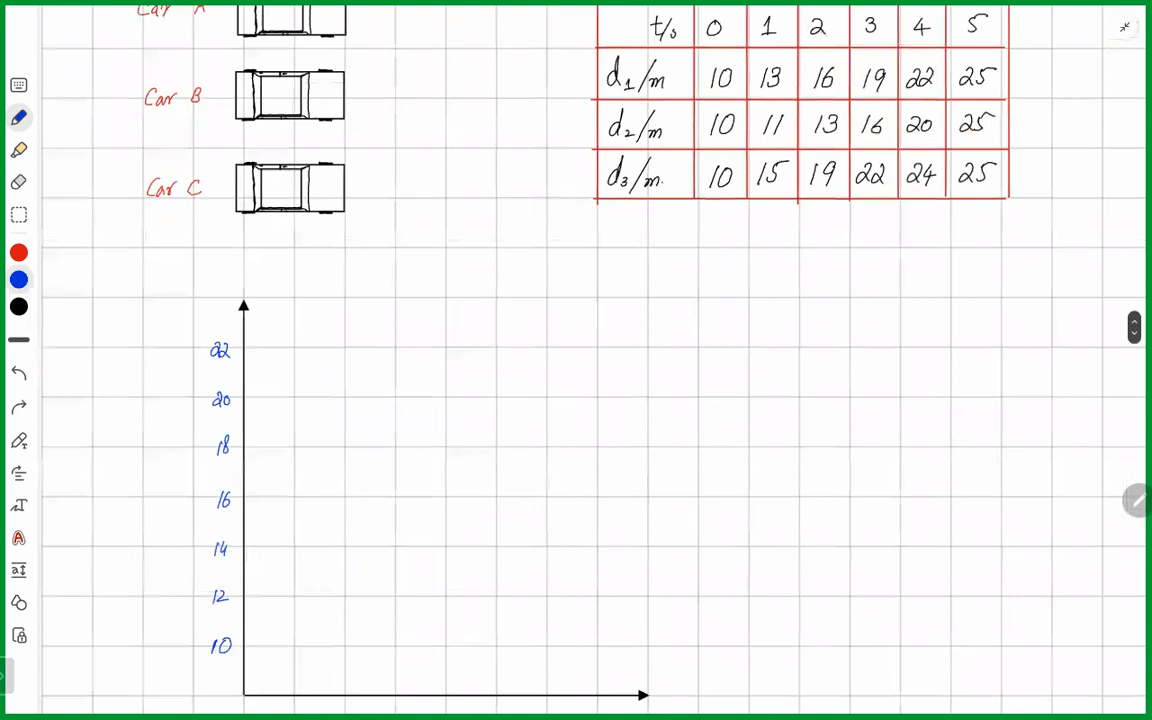 Car A
t/s 0 1 2 3 4 5
d₁/m 10 13 16 19 22 25
Car B
d₂/m 10 11 13 16 20 25
d₃/m. 10 15 19 22 24 25
Car C
22
20
18
16
14
12
10